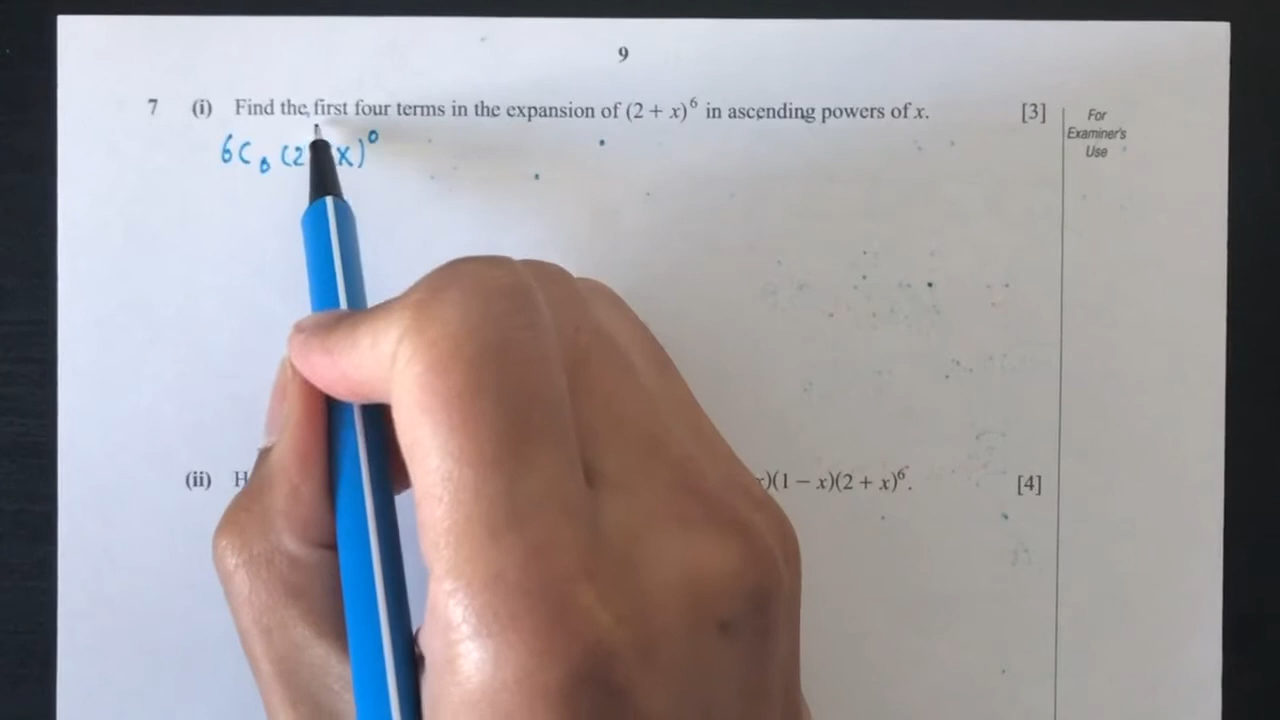 9
7 (i) Find the first four terms in the expansion of (2 + x)⁶ in ascending powers of x. [3]
For
Examiner's
Use
6C₀ (2 x)⁰
(ii) x)(1 − x)(2 + x)⁶. [4]